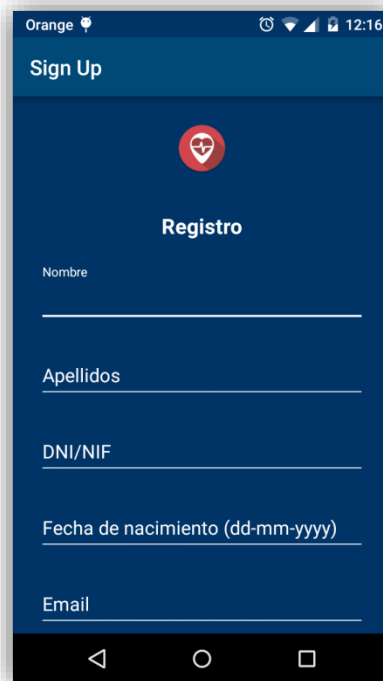 Orange 12:16
Sign Up
Registro
Nombre
Apellidos
DNI/NIF
Fecha de nacimiento (dd-mm-yyyy)
Email